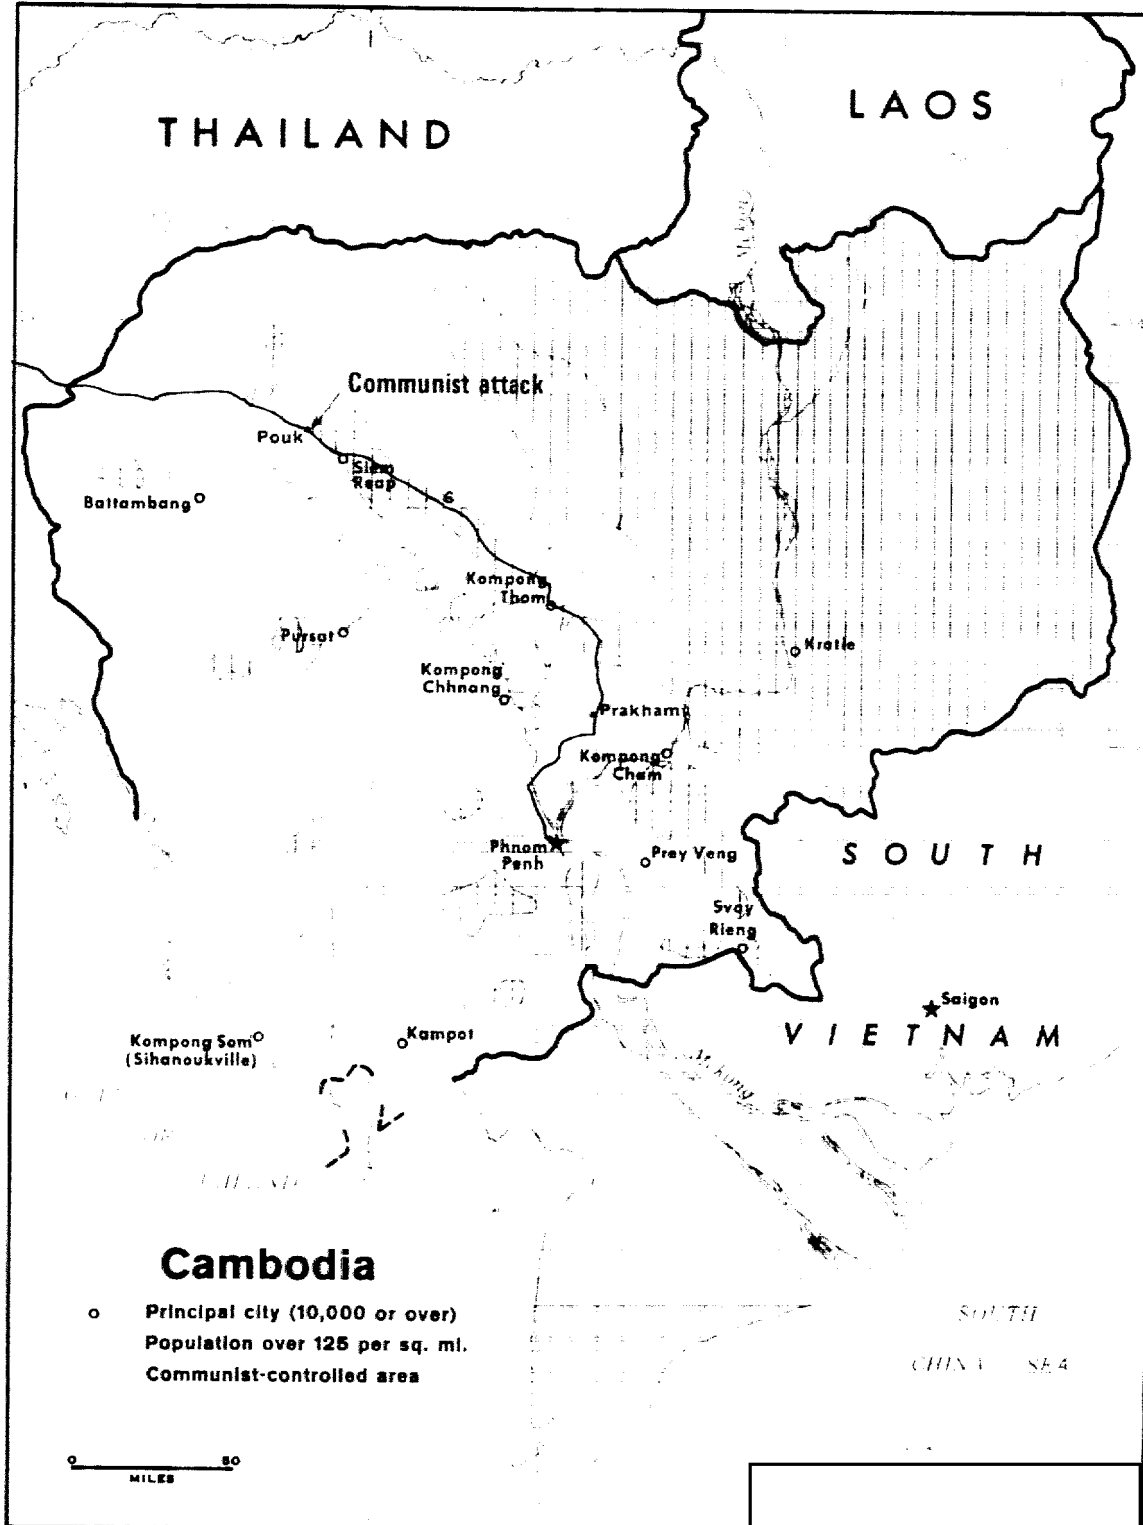 THAILAND
LAOS
Mekong
Communist attack
Pouk
Siem
Reap
Battambang
6
Kompong
Thom
Pursat
Kratie
Kompong
Chhnang
Prakham
Kompong
Cham
Phnom
Penh
Prey Veng
SOUTH
Svay
Rieng
Saigon
VIETNAM
Kompong Som
(Sihanoukville)
Kampot
Mekong
Cambodia
Principal city (10,000 or over)
Population over 125 per sq. mi.
Communist-controlled area
SOUTH
CHINA SEA
0 50
MILES